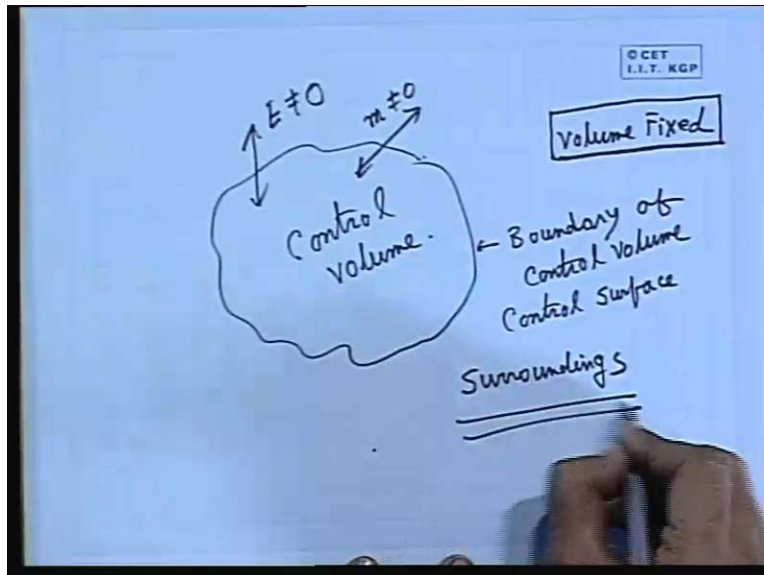 © CET
I.I.T. KGP
E ≠ 0
m ≠ 0
Volume Fixed
Control
Volume.
← Boundary of
Control Volume
Control Surface
Surroundings